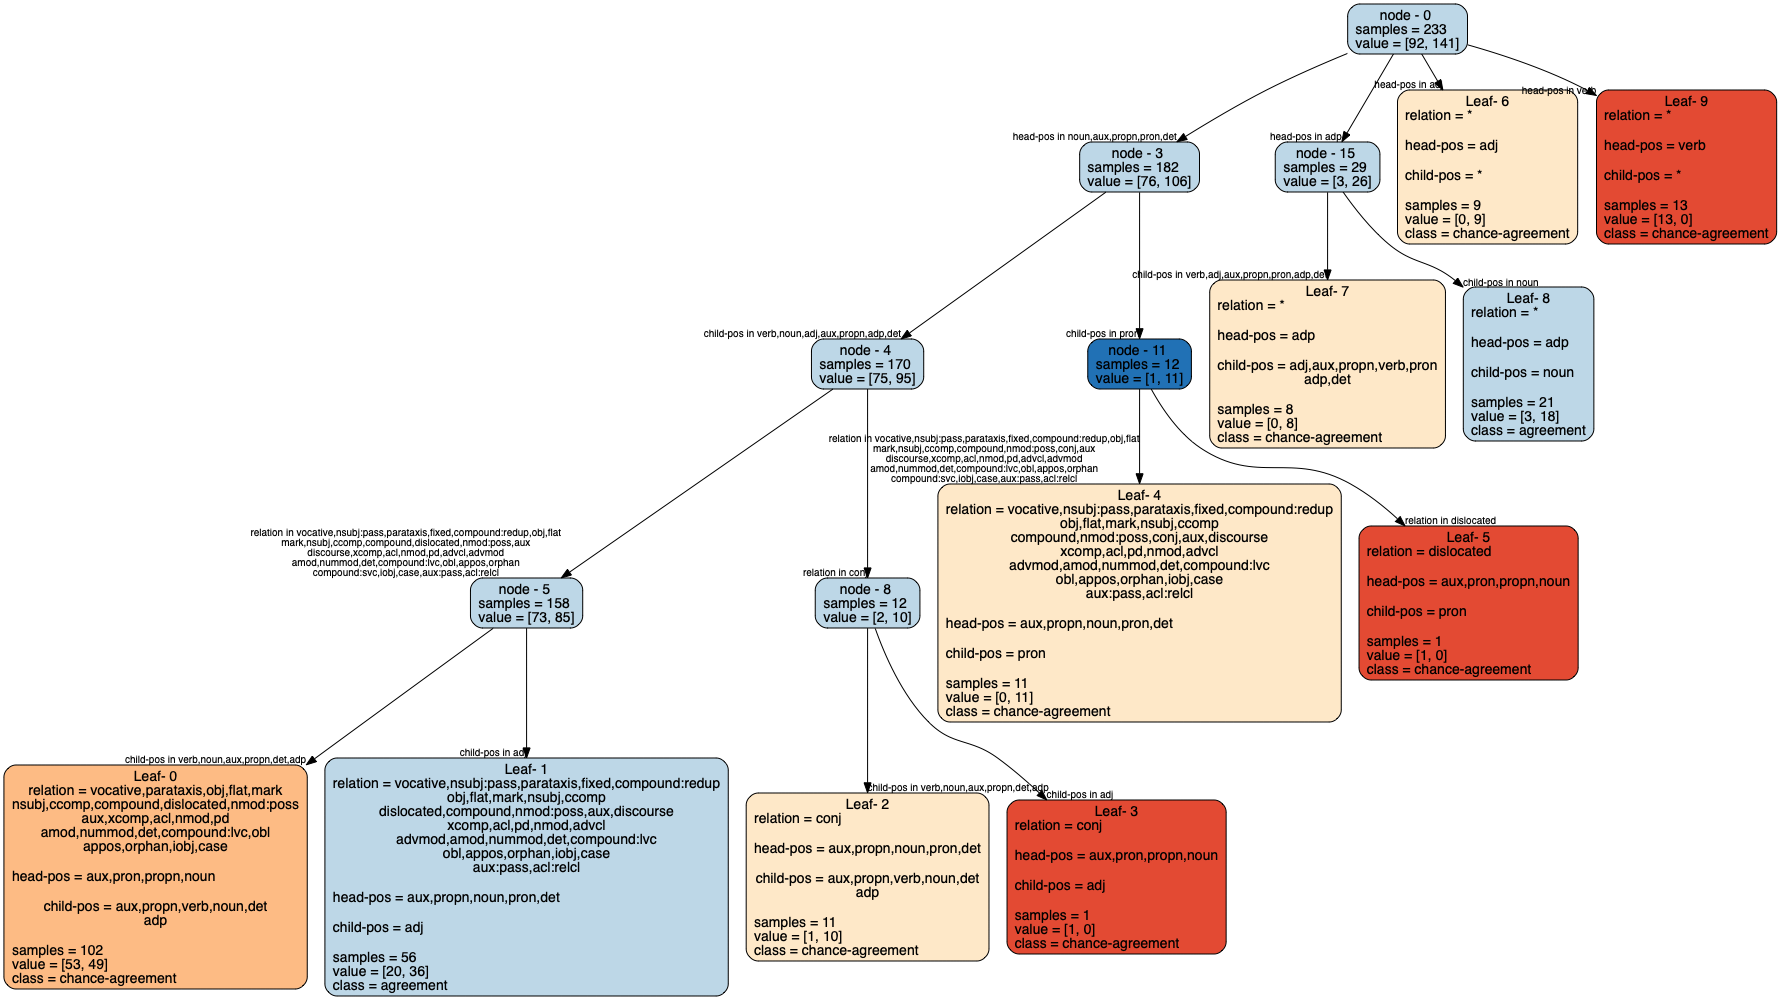 node - 0
samples = 233
value = [92, 141]
head-pos in noun,aux,propn,pron,det
node - 3
samples = 182
value = [76, 106]
head-pos in adp
node - 15
samples = 29
value = [3, 26]
head-pos in adj
Leaf- 6
relation = *
head-pos = adj
child-pos = *
samples = 9
value = [0, 9]
class = chance-agreement
head-pos in verb
Leaf- 9
relation = *
head-pos = verb
child-pos = *
samples = 13
value = [13, 0]
class = chance-agreement
child-pos in verb,noun,adj,aux,propn,adp,det
node - 4
samples = 170
value = [75, 95]
child-pos in pron
node - 11
samples = 12
value = [1, 11]
child-pos in verb,adj,aux,propn,pron,adp,det
Leaf- 7
relation = *
head-pos = adp
child-pos = adj,aux,propn,verb,pron
adp,det
samples = 8
value = [0, 8]
class = chance-agreement
child-pos in noun
Leaf- 8
relation = *
head-pos = adp
child-pos = noun
samples = 21
value = [3, 18]
class = agreement
relation in vocative,nsubj:pass,parataxis,fixed,compound:redup,obj,flat
mark,nsubj,ccomp,compound,dislocated,nmod:poss,aux
discourse,xcomp,acl,nmod,pd,advcl,advmod
amod,nummod,det,compound:lvc,obl,appos,orphan
compound:svc,iobj,case,aux:pass,acl:relcl
node - 5
samples = 158
value = [73, 85]
relation in conj
node - 8
samples = 12
value = [2, 10]
relation in vocative,nsubj:pass,parataxis,fixed,compound:redup,obj,flat
mark,nsubj,ccomp,compound,nmod:poss,conj,aux
discourse,xcomp,acl,nmod,pd,advcl,advmod
amod,nummod,det,compound:lvc,obl,appos,orphan
compound:svc,iobj,case,aux:pass,acl:relcl
Leaf- 4
relation = vocative,nsubj:pass,parataxis,fixed,compound:redup
obj,flat,mark,nsubj,ccomp
compound,nmod:poss,conj,aux,discourse
xcomp,acl,pd,nmod,advcl
advmod,amod,nummod,det,compound:lvc
obl,appos,orphan,iobj,case
aux:pass,acl:relcl
head-pos = aux,propn,noun,pron,det
child-pos = pron
samples = 11
value = [0, 11]
class = chance-agreement
relation in dislocated
Leaf- 5
relation = dislocated
head-pos = aux,pron,propn,noun
child-pos = pron
samples = 1
value = [1, 0]
class = chance-agreement
child-pos in verb,noun,aux,propn,det,adp
Leaf- 0
relation = vocative,parataxis,obj,flat,mark
nsubj,ccomp,compound,dislocated,nmod:poss
aux,xcomp,acl,nmod,pd
amod,nummod,det,compound:lvc,obl
appos,orphan,iobj,case
head-pos = aux,pron,propn,noun
child-pos = aux,propn,verb,noun,det
adp
samples = 102
value = [53, 49]
class = chance-agreement
child-pos in adj
Leaf- 1
relation = vocative,nsubj:pass,parataxis,fixed,compound:redup
obj,flat,mark,nsubj,ccomp
dislocated,compound,nmod:poss,aux,discourse
xcomp,acl,pd,nmod,advcl
advmod,amod,nummod,det,compound:lvc
obl,appos,orphan,iobj,case
aux:pass,acl:relcl
head-pos = aux,propn,noun,pron,det
child-pos = adj
samples = 56
value = [20, 36]
class = agreement
child-pos in verb,noun,aux,propn,det,adp
Leaf- 2
relation = conj
head-pos = aux,propn,noun,pron,det
child-pos = aux,propn,verb,noun,det
adp
samples = 11
value = [1, 10]
class = chance-agreement
child-pos in adj
Leaf- 3
relation = conj
head-pos = aux,pron,propn,noun
child-pos = adj
samples = 1
value = [1, 0]
class = chance-agreement